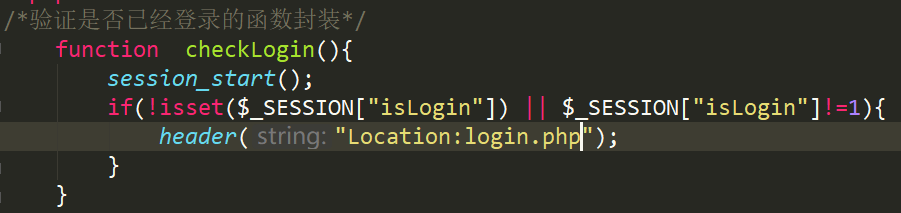 /*验证是否已经登录的函数封装*/
function checkLogin(){
session_start();
if(!isset($_SESSION["isLogin"]) || $_SESSION["isLogin"]!=1){
header( string: "Location:login.php");
}
}